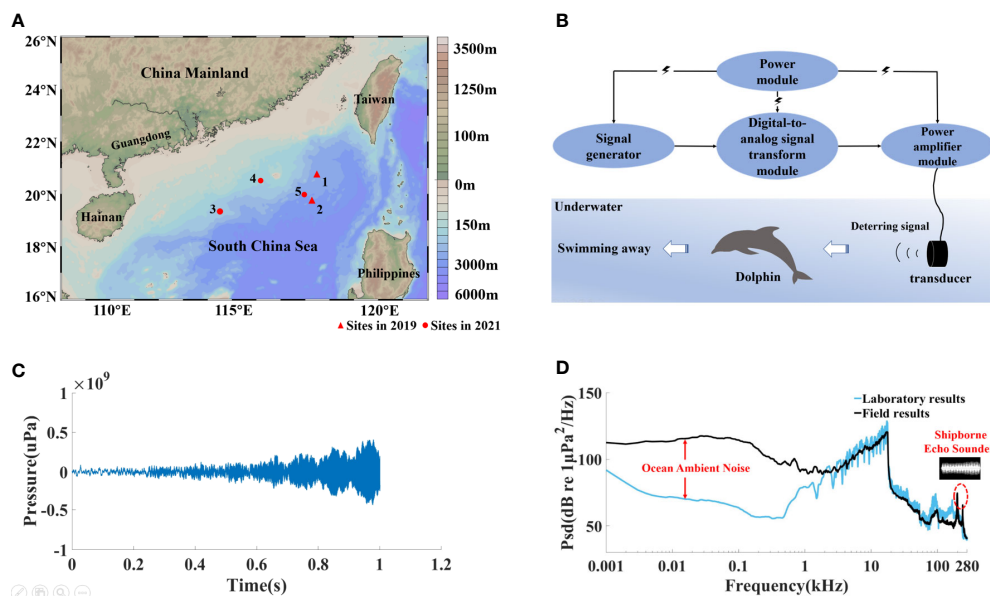 A
26°N
24°N
22°N
20°N
18°N
16°N
110°E
115°E
120°E
China Mainland
Guangdong
Taiwan
Hainan
South China Sea
Philippines
1
2
3
4
5
3500m
1250m
100m
0m
150m
3000m
6000m
Sites in 2019
Sites in 2021
B
Power
module
Signal
generator
Digital-to-
analog signal
transform
module
Power
amplifier
module
Underwater
Swimming away
Dolphin
Deterring signal
transducer
C
×10⁹
1
0.5
0
-0.5
-1
Pressure(uPa)
0
0.2
0.4
0.6
0.8
1
1.2
Time(s)
D
150
100
50
Psd(dB re 1μPa²/Hz)
Laboratory results
Field results
Shipborne
Echo Sounde
Ocean Ambient Noise
0.001
0.01
0.1
1
10
100
280
Frequency(kHz)